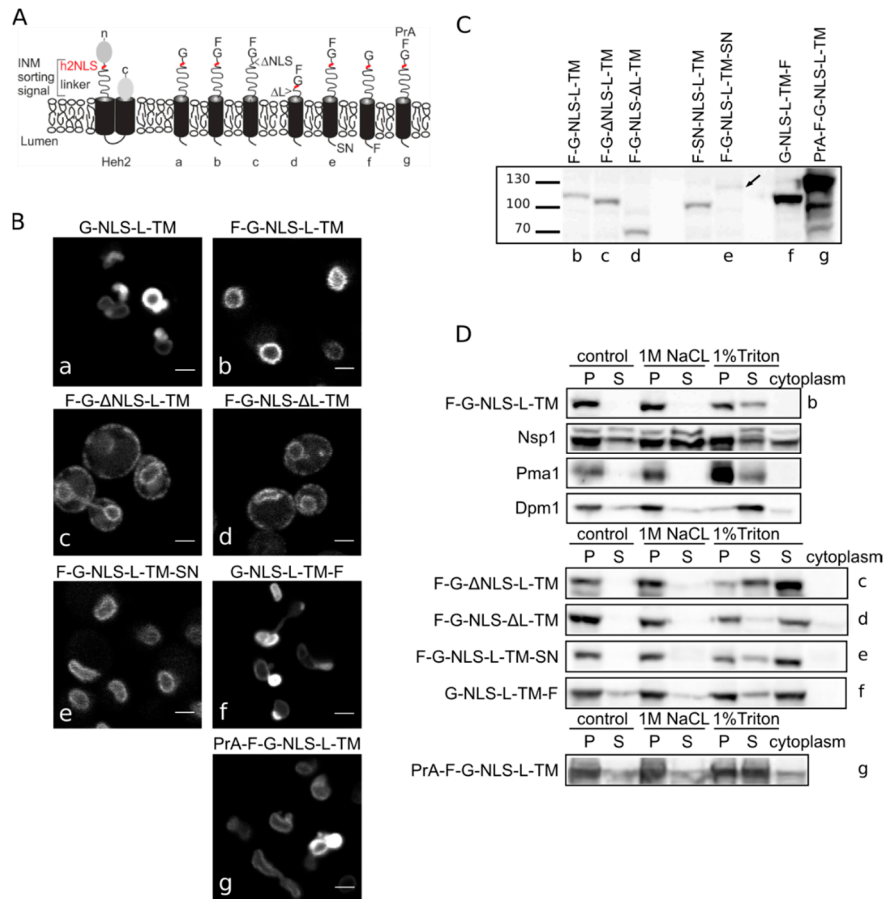 A
n
INM
sorting
signal
h2NLS
linker
c
Lumen
Heh2
G
a
F
G
b
F
G
ΔNLS
c
F
G
ΔL>
d
F
G
SN
e
G
F
f
PrA
F
G
g
B
G-NLS-L-TM
F-G-NLS-L-TM
a
b
F-G-ΔNLS-L-TM
F-G-NLS-ΔL-TM
c
d
F-G-NLS-L-TM-SN
G-NLS-L-TM-F
e
f
PrA-F-G-NLS-L-TM
g
C
F-G-NLS-L-TM
F-G-ΔNLS-L-TM
F-G-NLS-ΔL-TM
F-SN-NLS-L-TM
F-G-NLS-L-TM-SN
G-NLS-L-TM-F
PrA-F-G-NLS-L-TM
130
100
70
b c d e f g
D
control 1M NaCL 1%Triton
P S P S P S cytoplasm
F-G-NLS-L-TM b
Nsp1
Pma1
Dpm1
control 1M NaCL 1%Triton
P S P S P S S cytoplasm
F-G-ΔNLS-L-TM c
F-G-NLS-ΔL-TM d
F-G-NLS-L-TM-SN e
G-NLS-L-TM-F f
control 1M NaCL 1%Triton
P S P S P S cytoplasm
PrA-F-G-NLS-L-TM g